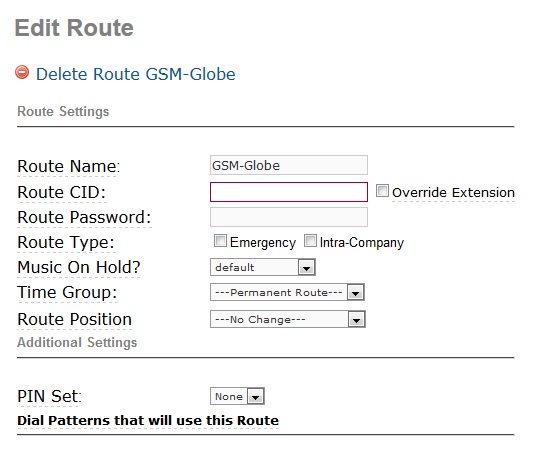 Edit Route
Delete Route GSM-Globe
Route Settings
Route Name: GSM-Globe
Route CID: Override Extension
Route Password:
Route Type: Emergency Intra-Company
Music On Hold? default
Time Group: ---Permanent Route---
Route Position ---No Change---
Additional Settings
PIN Set: None
Dial Patterns that will use this Route